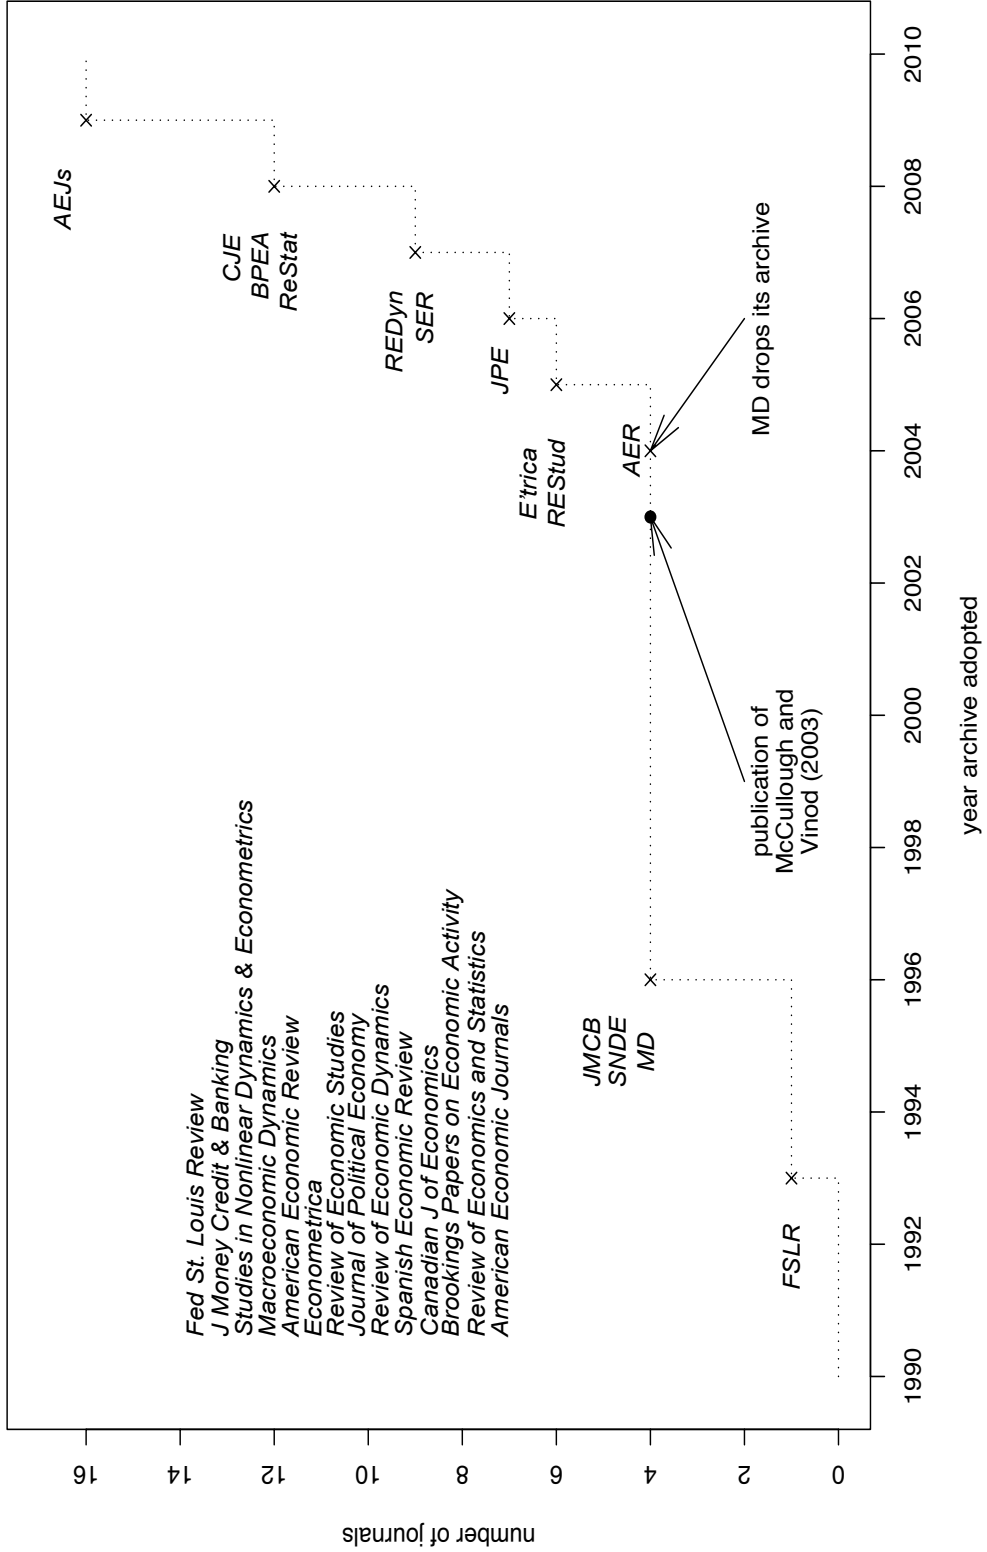 number of journals
16
14
12
10
8
6
4
2
0
AEJs
CJE
BPEA
ReStat
REDyn
SER
JPE
E'trica
REStud
AER
MD drops its archive
publication of
McCullough and
Vinod (2003)
JMCB
SNDE
MD
FSLR
Fed St. Louis Review
J Money Credit & Banking
Studies in Nonlinear Dynamics & Econometrics
Macroeconomic Dynamics
American Economic Review
Econometrica
Review of Economic Studies
Journal of Political Economy
Review of Economic Dynamics
Spanish Economic Review
Canadian J of Economics
Brookings Papers on Economic Activity
Review of Economics and Statistics
American Economic Journals
1990
1992
1994
1996
1998
2000
2002
2004
2006
2008
2010
year archive adopted